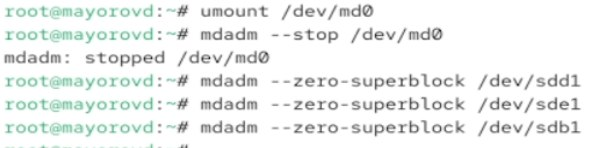 root@mayorovd:~# umount /dev/md0
root@mayorovd:~# mdadm --stop /dev/md0
mdadm: stopped /dev/md0
root@mayorovd:~# mdadm --zero-superblock /dev/sdd1
root@mayorovd:~# mdadm --zero-superblock /dev/sde1
root@mayorovd:~# mdadm --zero-superblock /dev/sdb1